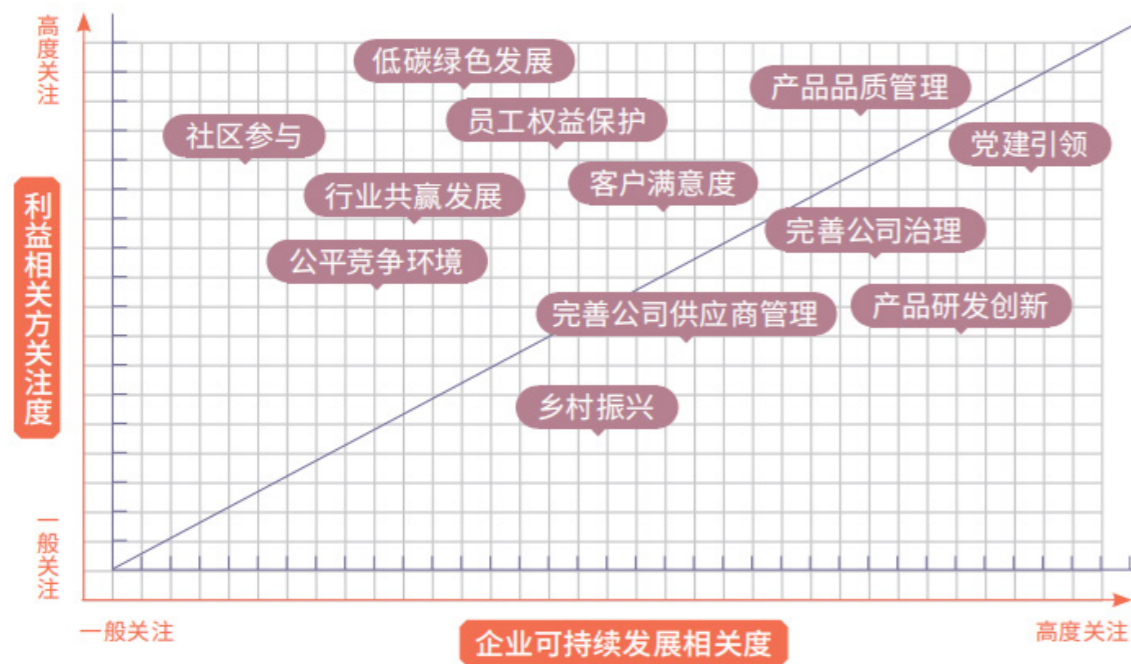 高度关注
低碳绿色发展
产品品质管理
员工权益保护
社区参与
党建引领
客户满意度
行业共赢发展
利益相关方关注度
完善公司治理
公平竞争环境
产品研发创新
完善公司供应商管理
乡村振兴
一般关注
一般关注
企业可持续发展相关度
高度关注